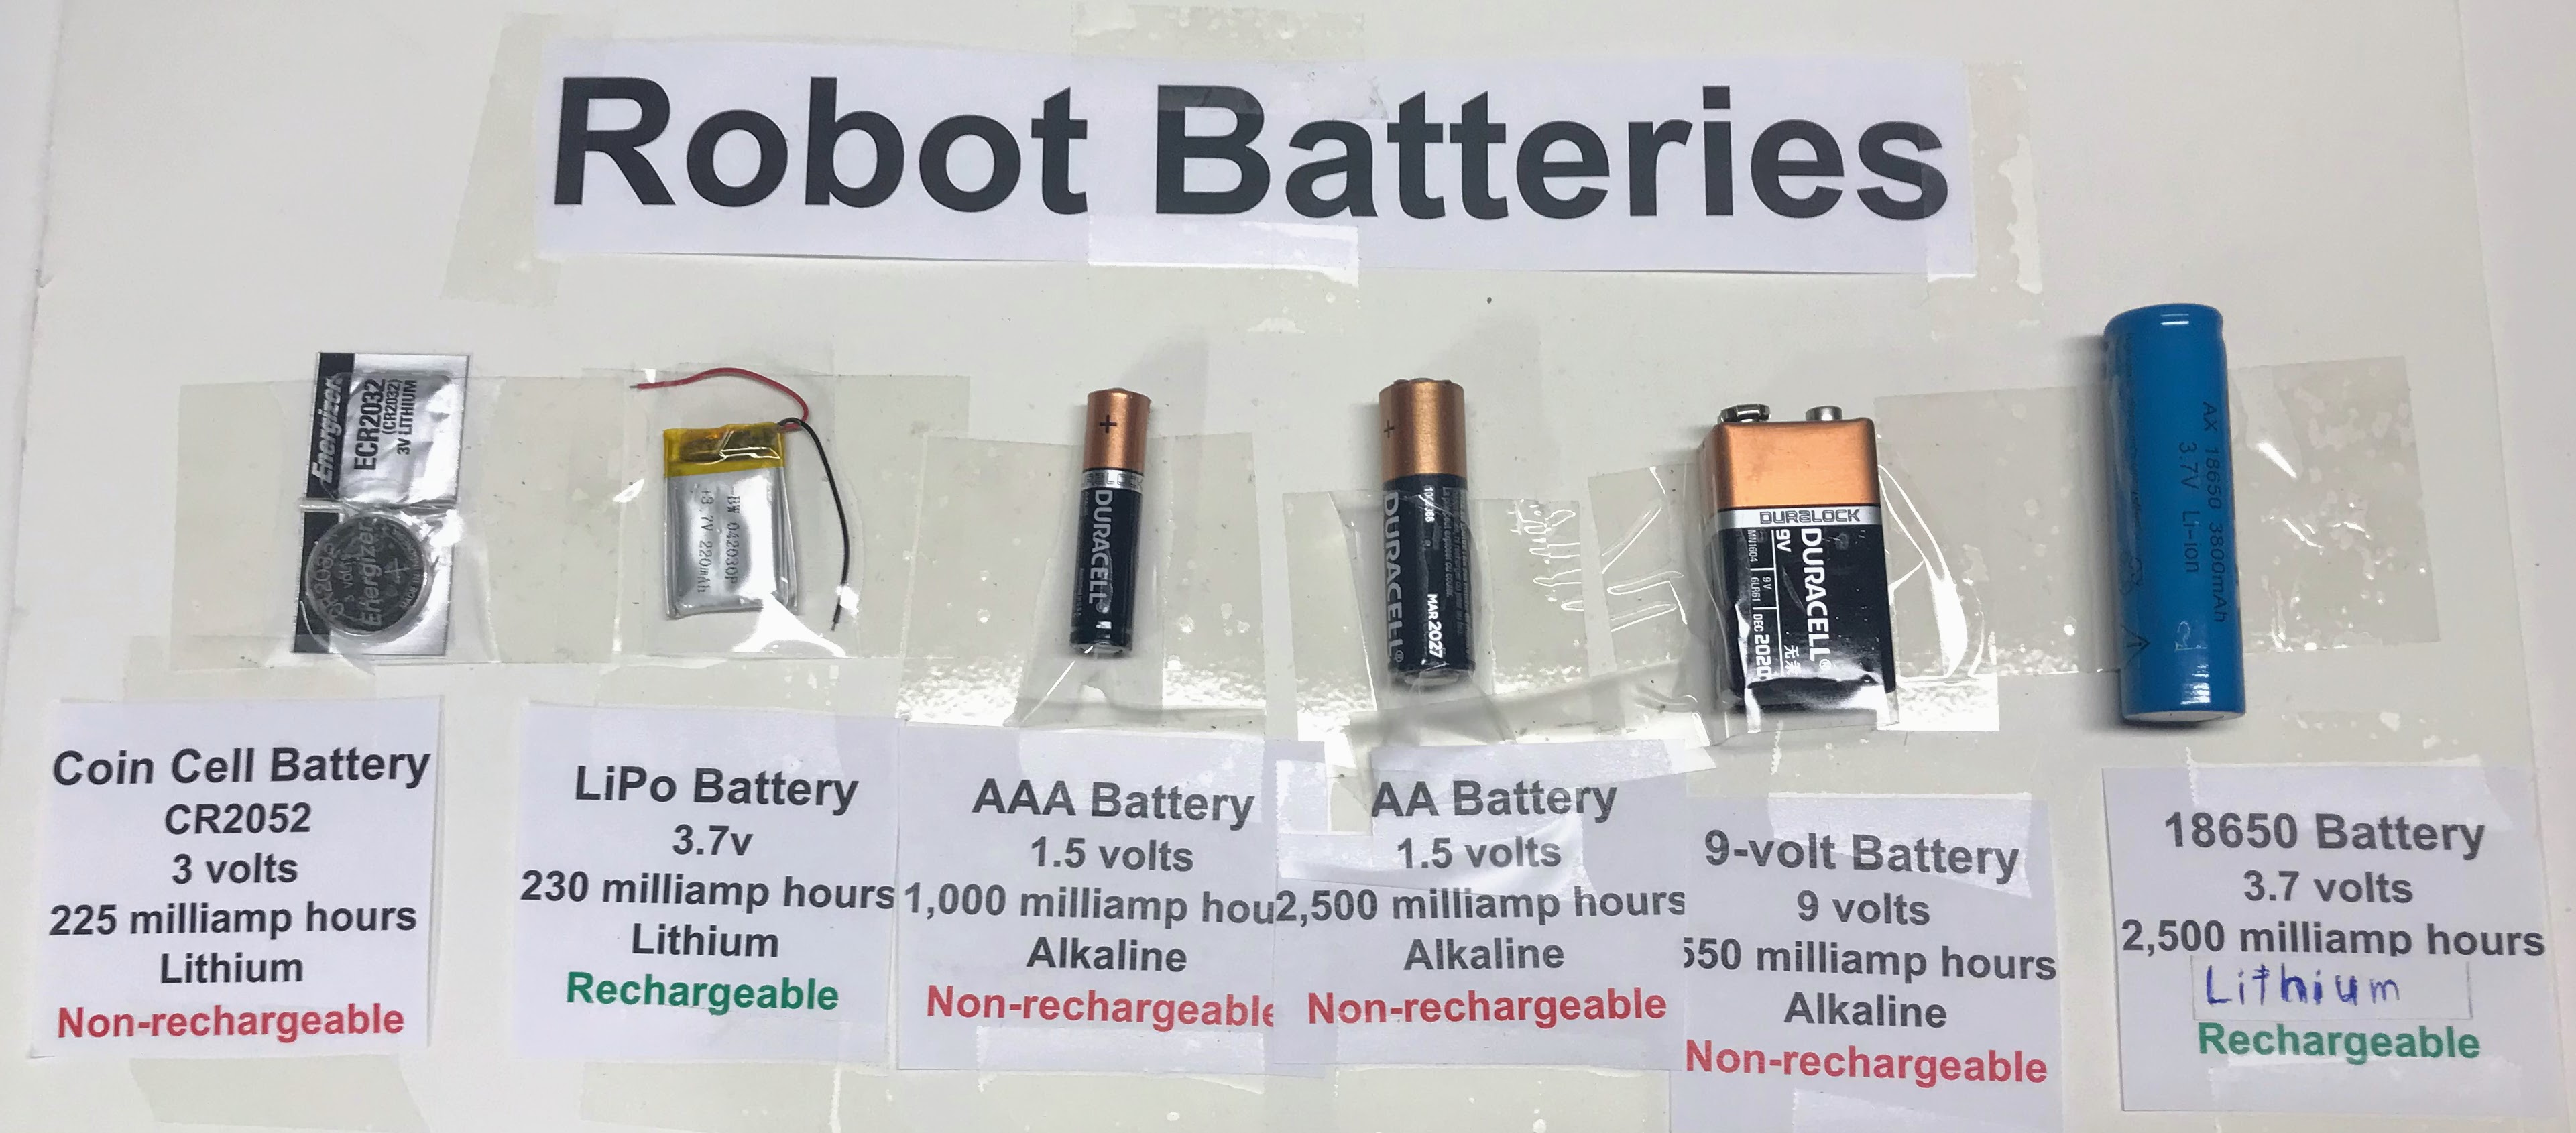 Robot Batteries
Energizer
ECR2032
(CR2032)
3V LITHIUM
Energizer
BW 042030P
+3.7V 220mAh
+
DURACELL
+
DURACELL®
MAR 2027
DURALOCK
DURACELL®
9V
MN1604 9V 6LR61 DEC 2020
AX 18650 3800mAh
3.7V Li-ion
Coin Cell Battery
CR2052
3 volts
225 milliamp hours
Lithium
Non-rechargeable
LiPo Battery
3.7v
230 milliamp hours
Lithium
Rechargeable
AAA Battery
1.5 volts
1,000 milliamp hou
Alkaline
Non-rechargeable
AA Battery
1.5 volts
2,500 milliamp hours
Alkaline
Non-rechargeable
9-volt Battery
9 volts
550 milliamp hours
Alkaline
Non-rechargeable
18650 Battery
3.7 volts
2,500 milliamp hours
Lithium
Rechargeable